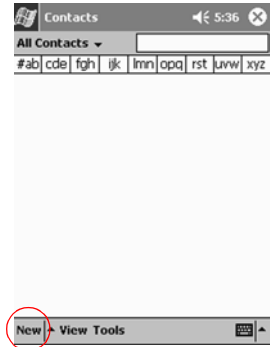 Contacts 5:36
All Contacts
#ab cde fgh ijk lmn opq rst uvw xyz
New View Tools